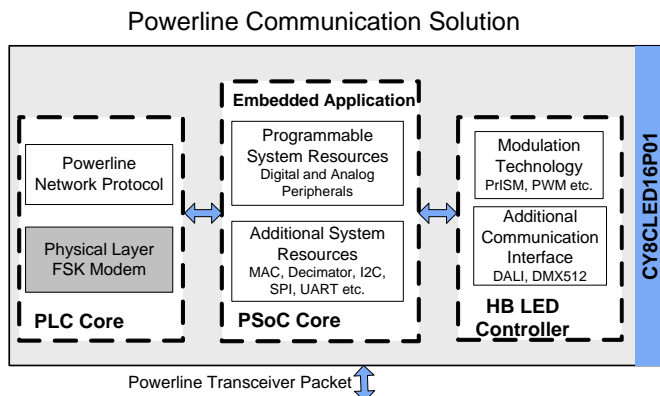 Powerline Communication Solution
Powerline
Network Protocol
Physical Layer
FSK Modem
PLC Core
Embedded Application
Programmable
System Resources
Digital and Analog
Peripherals
Additional System
Resources
MAC, Decimator, I2C,
SPI, UART etc.
PSoC Core
Modulation
Technology
PrISM, PWM etc.
Additional
Communication
Interface
DALI, DMX512
HB LED
Controller
CY8CLED16P01
Powerline Transceiver Packet